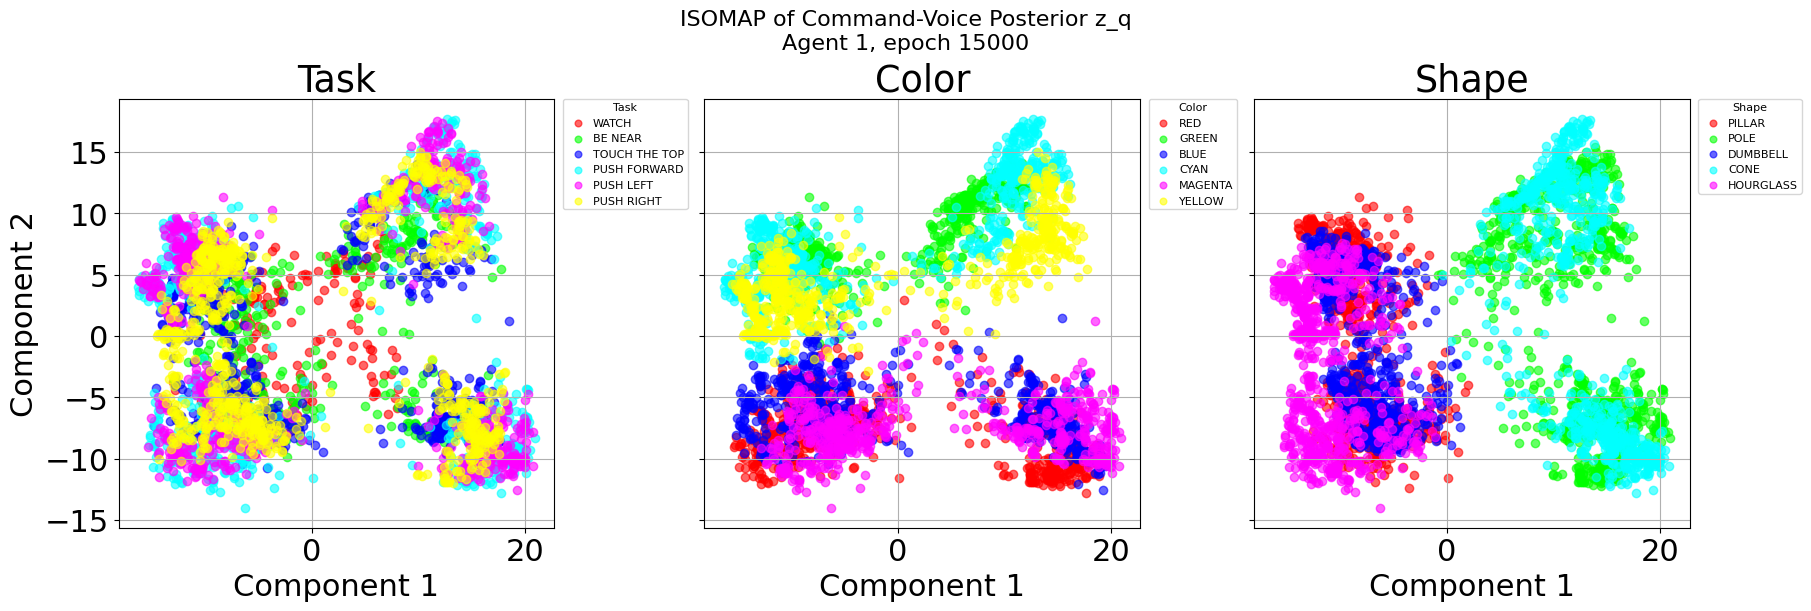 ISOMAP of Command-Voice Posterior z_q
Agent 1, epoch 15000
Task
Color
Shape
Task
WATCH
BE NEAR
TOUCH THE TOP
PUSH FORWARD
PUSH LEFT
PUSH RIGHT
Color
RED
GREEN
BLUE
CYAN
MAGENTA
YELLOW
Shape
PILLAR
POLE
DUMBBELL
CONE
HOURGLASS
Component 2
15
10
5
0
−5
−10
−15
0 20
0 20
0 20
Component 1
Component 1
Component 1